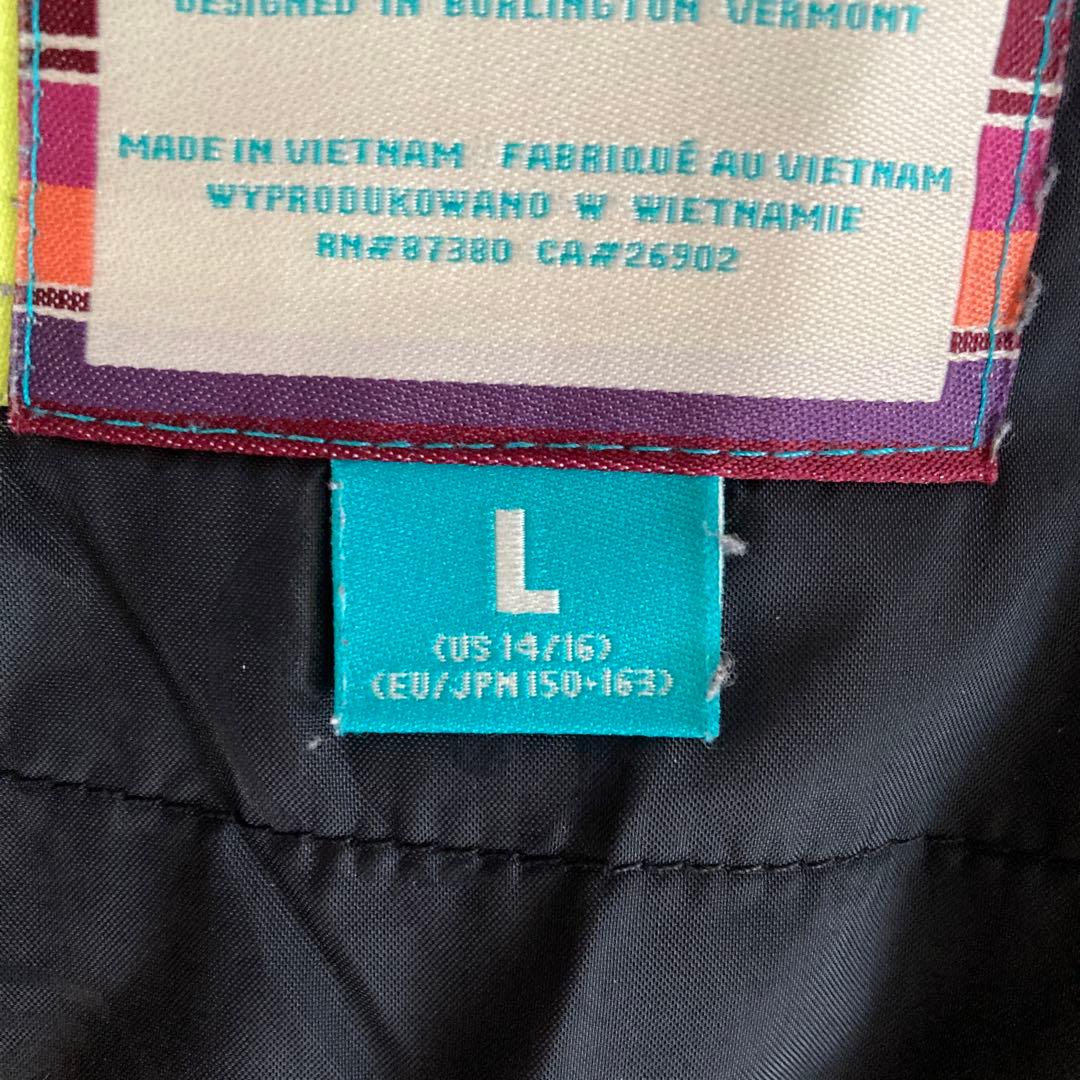 DESIGNED IN BURLINGTON VERMONT
MADE IN VIETNAM FABRIQUÉ AU VIETNAM
WYPRODUKOWANO W WIETNAMIE
RN#87380 CA#26902
L
(US 14/16)
(EU/JPN 150-163)